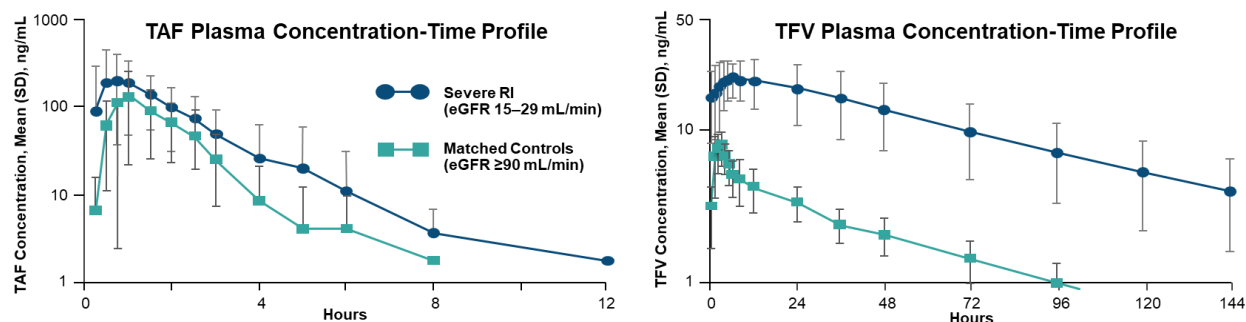 TAF Plasma Concentration-Time Profile
TAF Concentration, Mean (SD), ng/mL
1000
100
10
1
0
4
8
12
Hours
Severe RI
(eGFR 15–29 mL/min)
Matched Controls
(eGFR ≥90 mL/min)
TFV Plasma Concentration-Time Profile
TFV Concentration, Mean (SD), ng/mL
50
10
1
0
24
48
72
96
120
144
Hours